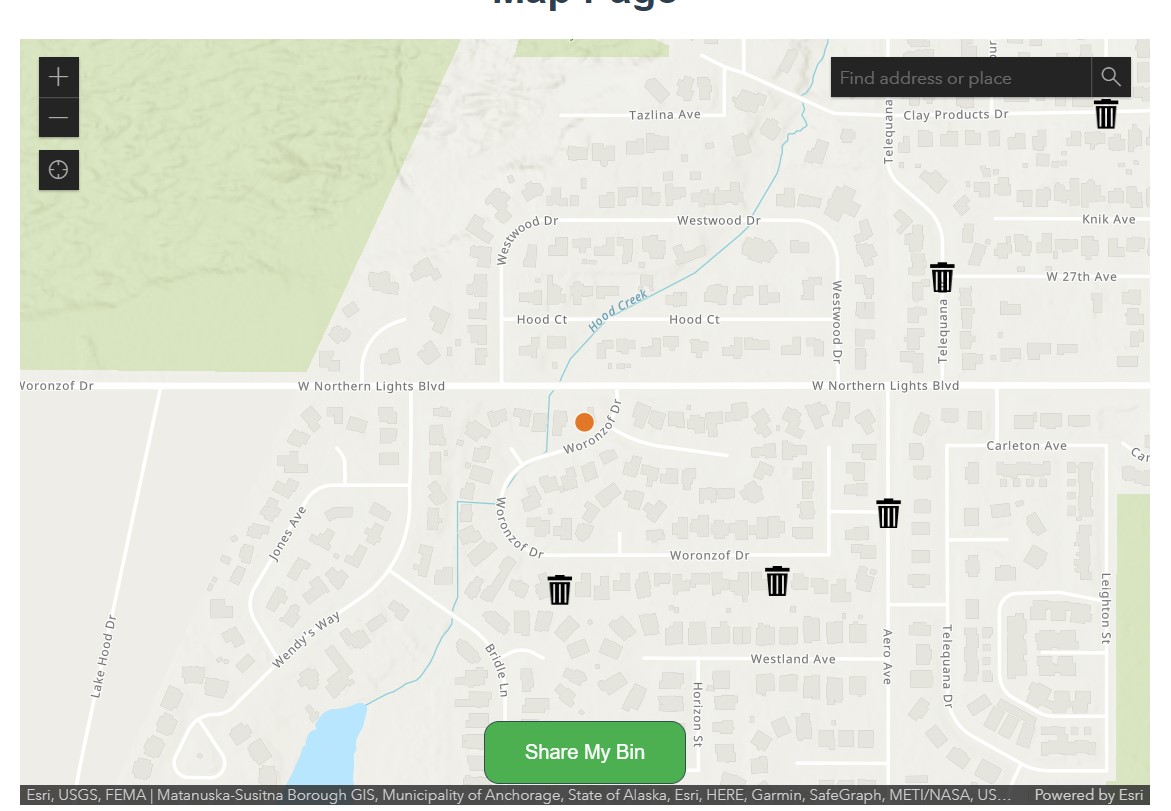 Map Page
Find address or place
Tazlina Ave
Clay Products Dr
Telequana
Westwood Dr
Westwood Dr
Knik Ave
W 27th Ave
Hood Creek
Hood Ct
Hood Ct
Westwood Dr
Telequana
Woronzof Dr
W Northern Lights Blvd
W Northern Lights Blvd
Woronzof Dr
Carleton Ave
Car
Jones Ave
Woronzof Dr
Woronzof Dr
Leighton St
Lake Hood Dr
Wendy's Way
Bridle Ln
Westland Ave
Aero Ave
Telequana Dr
Horizon St
Share My Bin
Esri, USGS, FEMA | Matanuska-Susitna Borough GIS, Municipality of Anchorage, State of Alaska, Esri, HERE, Garmin, SafeGraph, METI/NASA, US…
Powered by Esri